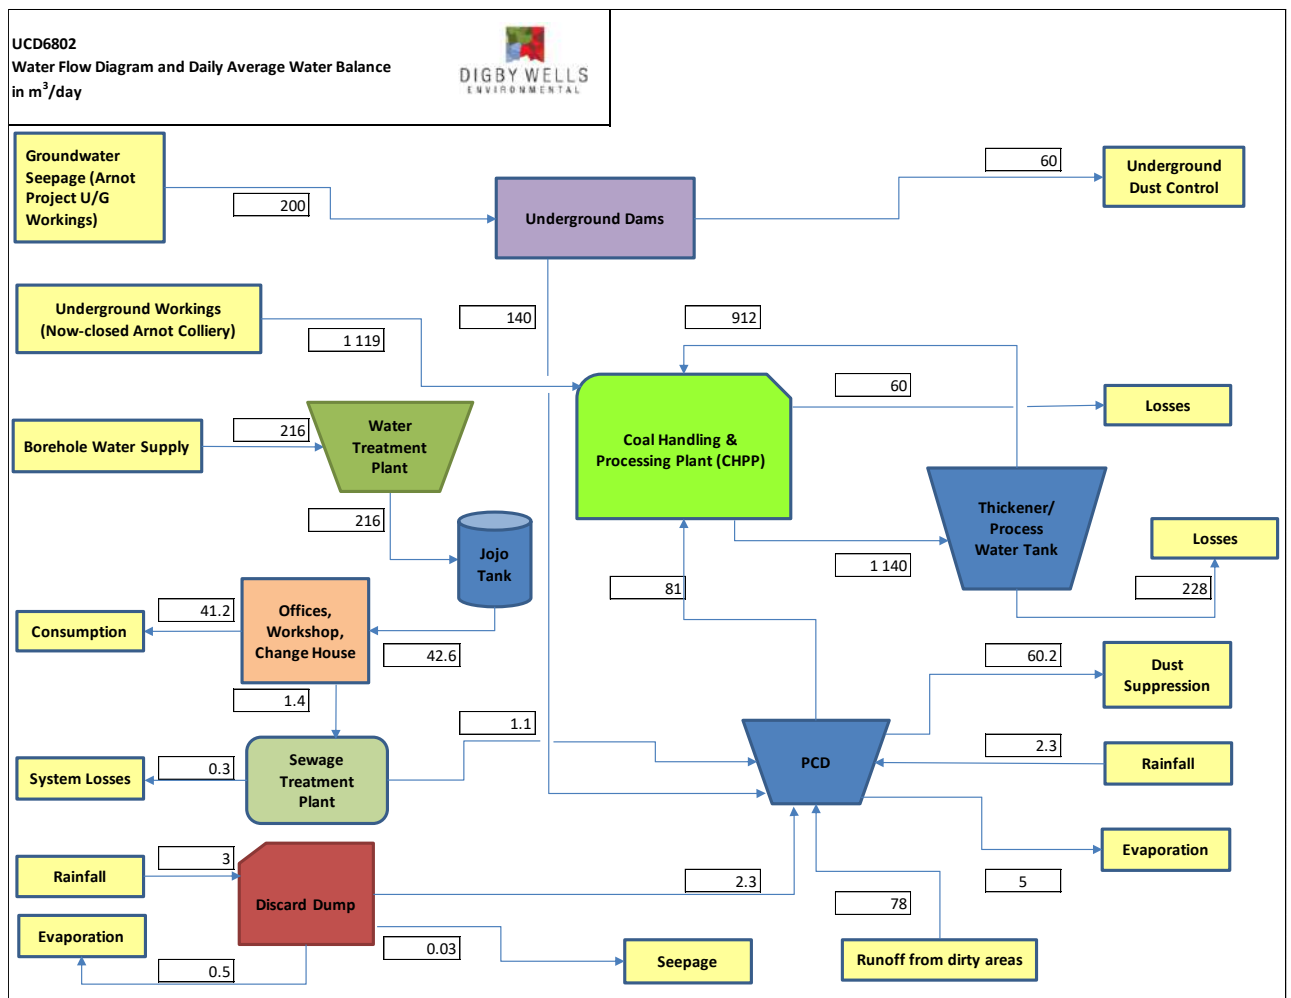 UCD6802
Water Flow Diagram and Daily Average Water Balance
in m³/day
DIGBY WELLS
ENVIRONMENTAL
Groundwater
Seepage (Arnot
Project U/G
Workings)
200
Underground Dams
60
Underground
Dust Control
Underground Workings
(Now-closed Arnot Colliery)
1 119
140
912
60
Losses
Borehole Water Supply
216
Water
Treatment
Plant
Coal Handling &
Processing Plant (CHPP)
Thickener/
Process
Water Tank
216
Jojo
Tank
1 140
Losses
228
81
Consumption
41.2
Offices,
Workshop,
Change House
42.6
1.4
60.2
Dust
Suppression
1.1
System Losses
0.3
Sewage
Treatment
Plant
PCD
2.3
Rainfall
Rainfall
3
Discard Dump
2.3
78
5
Evaporation
Evaporation
0.5
0.03
Seepage
Runoff from dirty areas